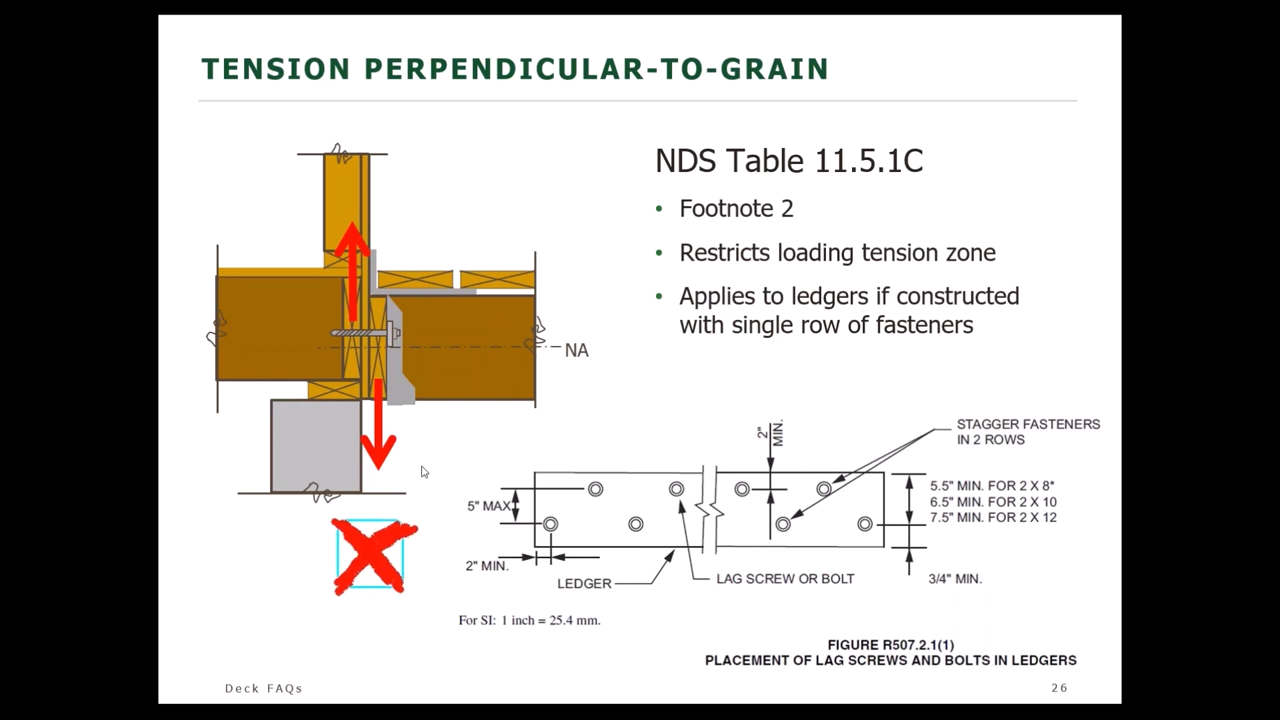 TENSION PERPENDICULAR-TO-GRAIN
NDS Table 11.5.1C
• Footnote 2
• Restricts loading tension zone
• Applies to ledgers if constructed
with single row of fasteners
NA
2"
MIN.
STAGGER FASTENERS
IN 2 ROWS
5" MAX
5.5" MIN. FOR 2 X 8*
6.5" MIN. FOR 2 X 10
7.5" MIN. FOR 2 X 12
2" MIN.
LEDGER
LAG SCREW OR BOLT
3/4" MIN.
For SI: 1 inch = 25.4 mm.
FIGURE R507.2.1(1)
PLACEMENT OF LAG SCREWS AND BOLTS IN LEDGERS
Deck FAQs
26